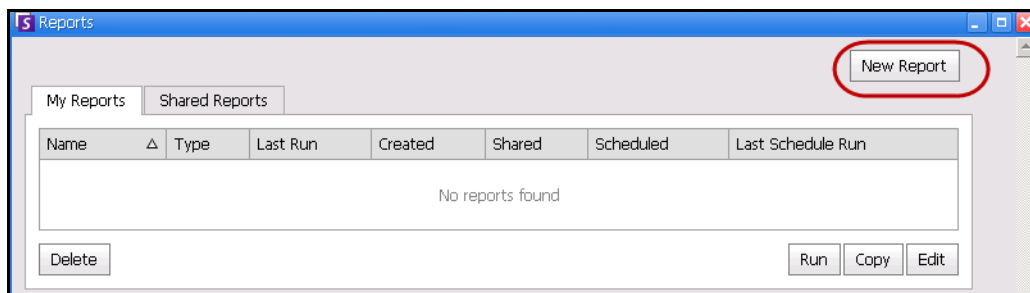 S Reports
New Report
My Reports Shared Reports
Name Type Last Run Created Shared Scheduled Last Schedule Run
No reports found
Delete Run Copy Edit